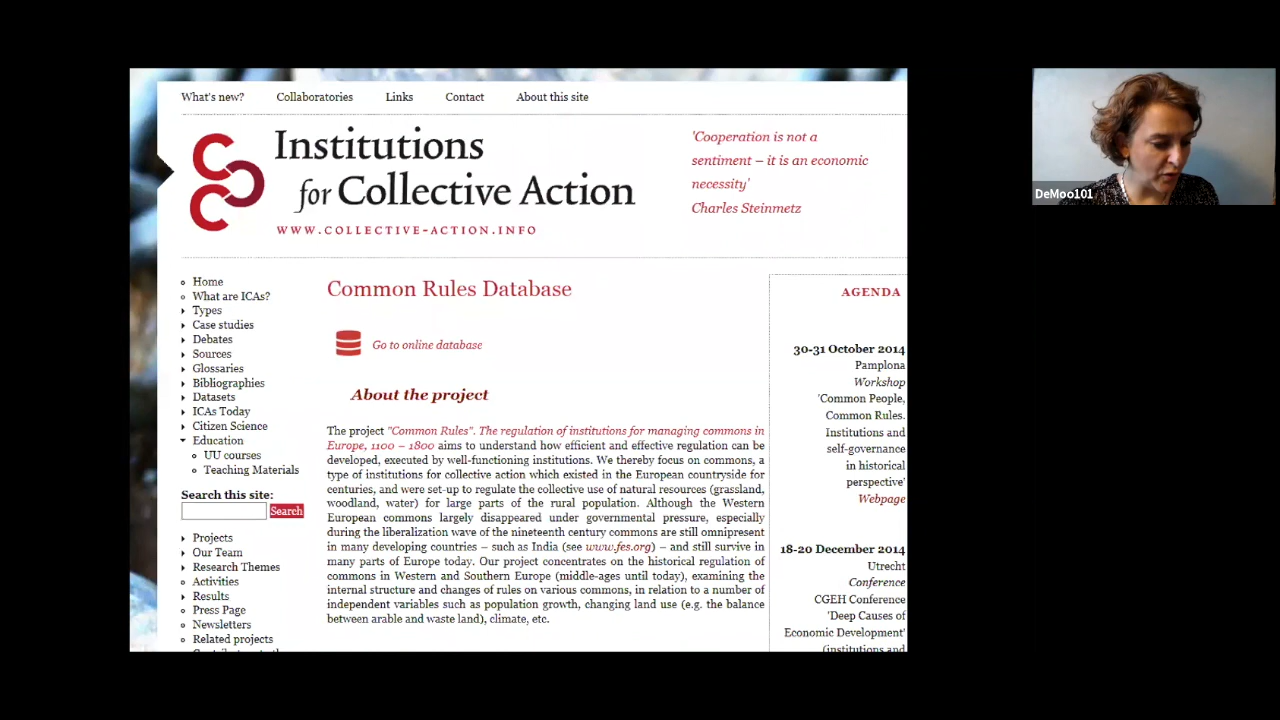 What's new? Collaboratories Links Contact About this site
Institutions
for Collective Action
WWW.COLLECTIVE-ACTION.INFO
'Cooperation is not a
sentiment – it is an economic
necessity'
Charles Steinmetz
DeMoo101
Home
What are ICAs?
Types
Case studies
Debates
Sources
Glossaries
Bibliographies
Datasets
ICAs Today
Citizen Science
Education
UU courses
Teaching Materials
Search this site:
Search
Projects
Our Team
Research Themes
Activities
Results
Press Page
Newsletters
Related projects
Common Rules Database
Go to online database
About the project
The project "Common Rules". The regulation of institutions for managing commons in
Europe, 1100 – 1800 aims to understand how efficient and effective regulation can be
developed, executed by well-functioning institutions. We thereby focus on commons, a
type of institutions for collective action which existed in the European countryside for
centuries, and were set-up to regulate the collective use of natural resources (grassland,
woodland, water) for large parts of the rural population. Although the Western
European commons largely disappeared under governmental pressure, especially
during the liberalization wave of the nineteenth century commons are still omnipresent
in many developing countries – such as India (see www.fes.org) – and still survive in
many parts of Europe today. Our project concentrates on the historical regulation of
commons in Western and Southern Europe (middle-ages until today), examining the
internal structure and changes of rules on various commons, in relation to a number of
independent variables such as population growth, changing land use (e.g. the balance
between arable and waste land), climate, etc.
AGENDA
30-31 October 2014
Pamplona
Workshop
'Common People,
Common Rules.
Institutions and
self-governance
in historical
perspective'
Webpage
18-20 December 2014
Utrecht
Conference
CGEH Conference
'Deep Causes of
Economic Development'
(institutions and